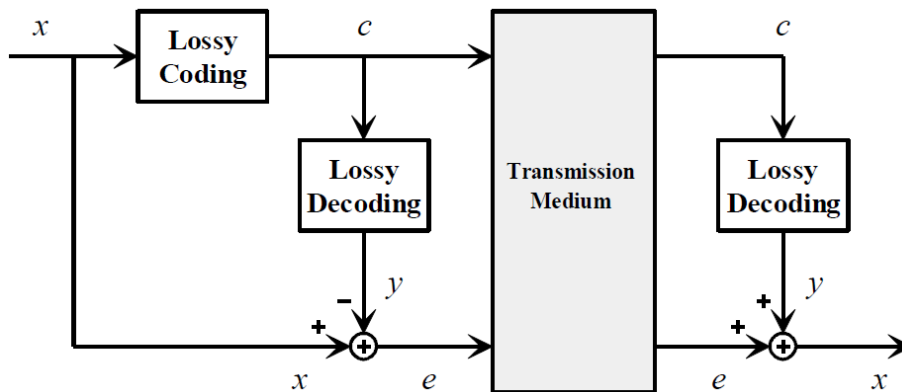 x
c
c
Lossy
Coding
Lossy
Decoding
Transmission
Medium
Lossy
Decoding
y
y
−
+
+
+
+
+
x
e
e
x